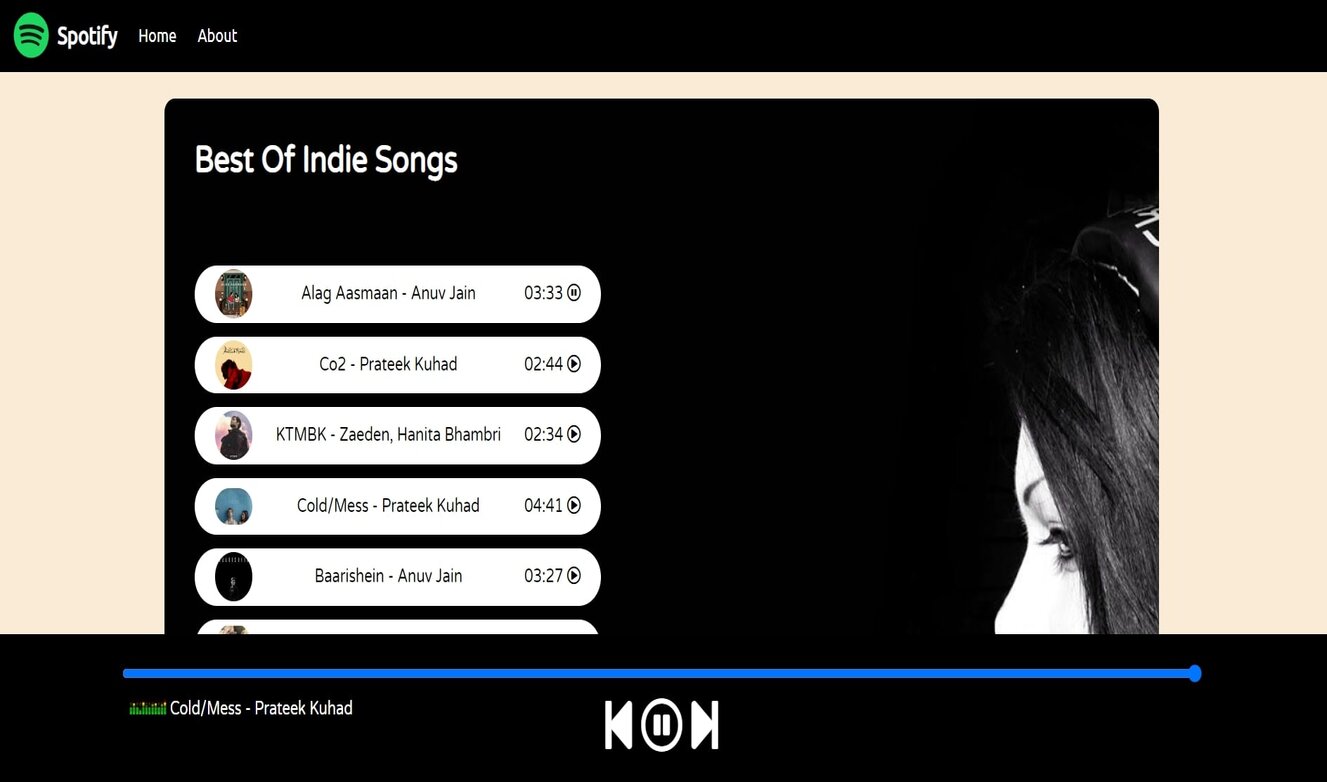 Spotify Home About
Best Of Indie Songs
Alag Aasmaan - Anuv Jain 03:33
Co2 - Prateek Kuhad 02:44
KTMBK - Zaeden, Hanita Bhambri 02:34
Cold/Mess - Prateek Kuhad 04:41
Baarishein - Anuv Jain 03:27
Cold/Mess - Prateek Kuhad